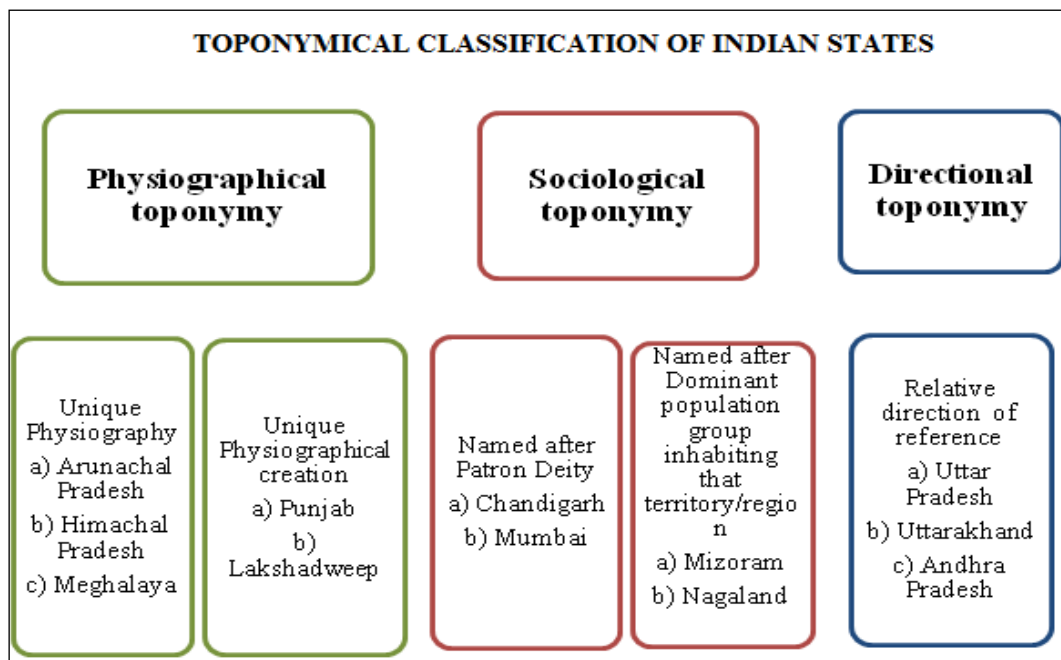 TOPONYMICAL CLASSIFICATION OF INDIAN STATES
Physiographical
toponymy
Sociological
toponymy
Directional
toponymy
Unique
Physiography
a) Arunachal
Pradesh
b) Himachal
Pradesh
c) Meghalaya
Unique
Physiographical
creation
a) Punjab
b)
Lakshadweep
Named after
Patron Deity
a) Chandigarh
b) Mumbai
Named after
Dominant
population
group
inhabiting
that
territory/regio
n
a) Mizoram
b) Nagaland
Relative
direction of
reference
a) Uttar
Pradesh
b) Uttarakhand
c) Andhra
Pradesh